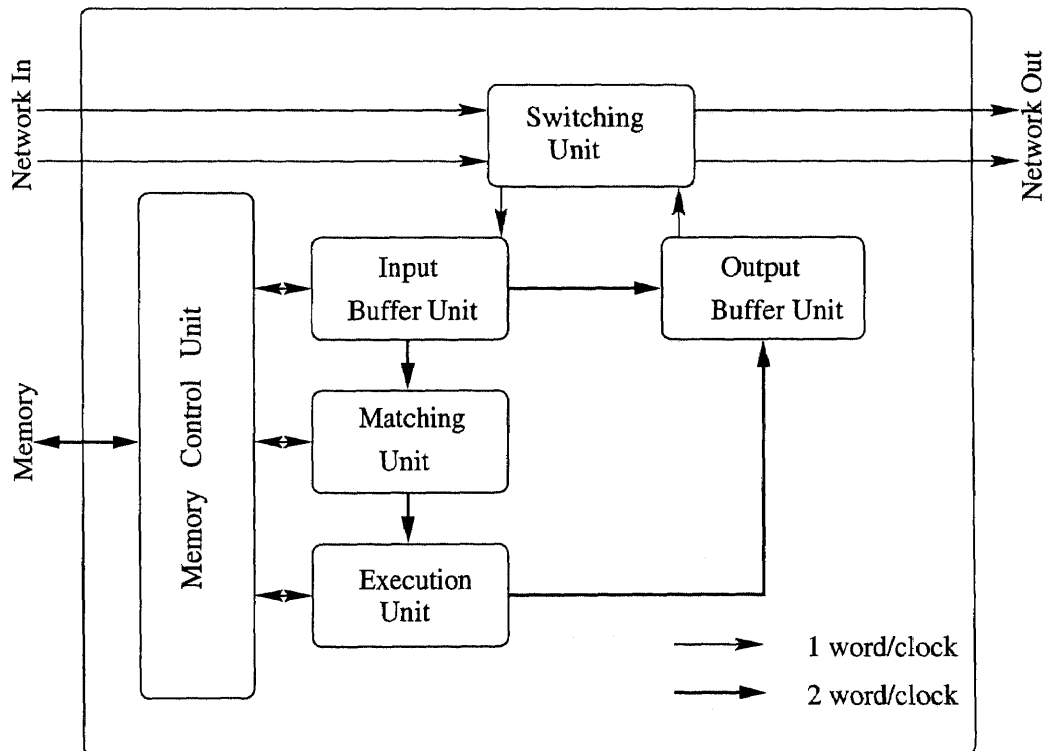 Network In
Switching
Unit
Network Out
Input
Buffer Unit
Output
Buffer Unit
Memory Control Unit
Memory
Matching
Unit
Execution
Unit
1 word/clock
2 word/clock